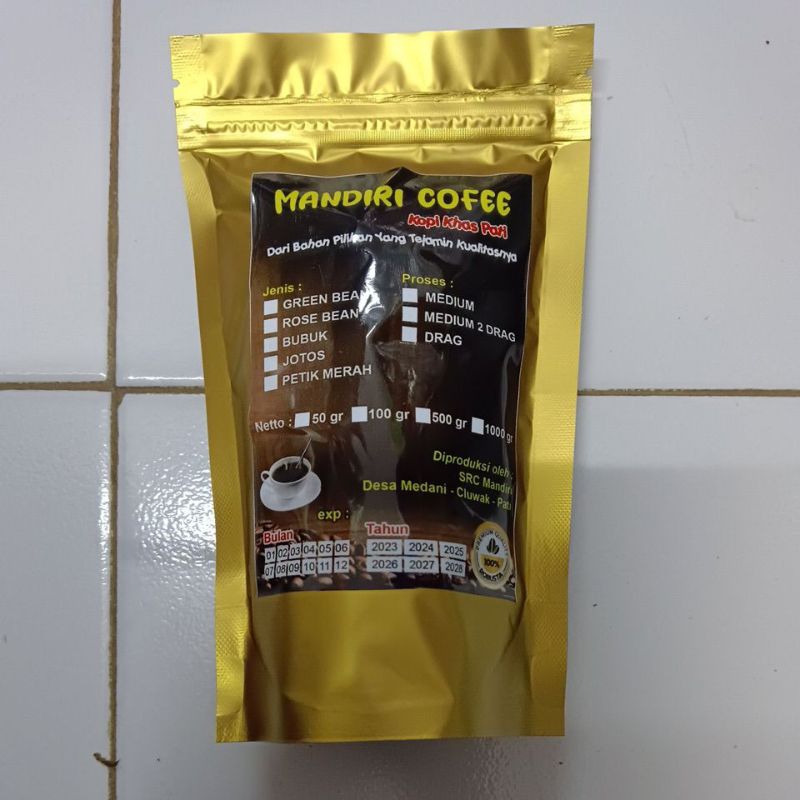 MANDIRI COFEE
Kopi Khas Pati
Dari Bahan Pilihan Yang Tejamin Kualitasnya
Jenis :
GREEN BEAN
ROSE BEAN
BUBUK
JOTOS
PETIK MERAH
Proses :
MEDIUM
MEDIUM 2 DRAG
DRAG
Netto : 50 gr 100 gr 500 gr 1000 gr
Diproduksi oleh :
SRC Mandiri
Desa Medani - Cluwak - Pati
exp :
Bulan
01 02 03 04 05 06
07 08 09 10 11 12
Tahun
2023 2024 2025
2026 2027 2028
PREMIUM QUALITY
100%
ROBUSTA